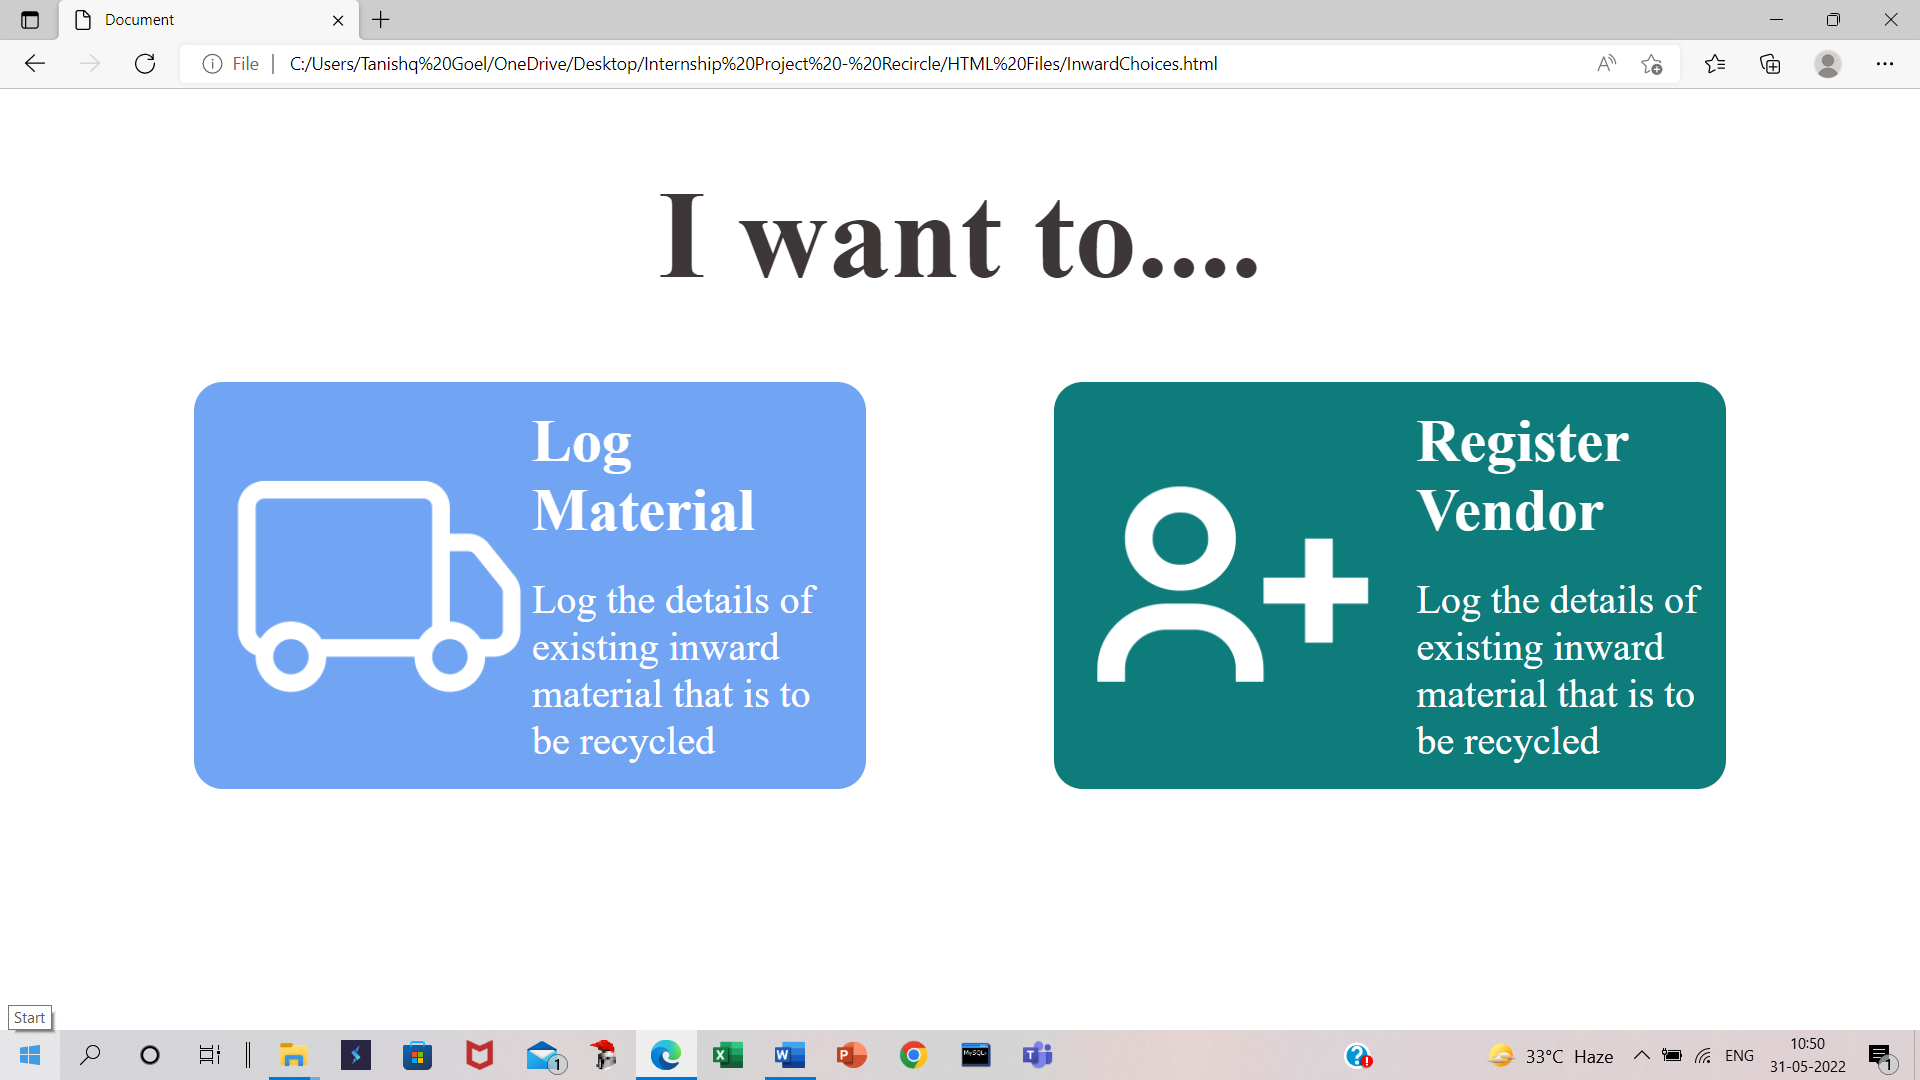 Document
File
C:/Users/Tanishq%20Goel/OneDrive/Desktop/Internship%20Project%20-%20Recircle/HTML%20Files/InwardChoices.html
I want to....
Log
Material
Log the details of
existing inward
material that is to
be recycled
Register
Vendor
Log the details of
existing inward
material that is to
be recycled
Start
1
33°C Haze
ENG
10:50
31-05-2022
1